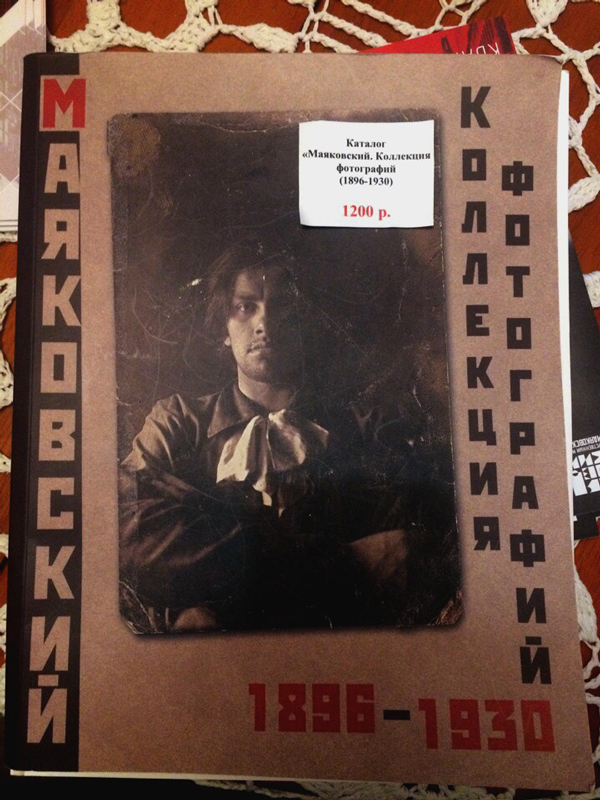 МАЯКОВСКИЙ
КОЛЛЕКЦИЯ
ФОТОГРАФИЙ
Каталог
«Маяковский. Коллекция
фотографий
(1896-1930)
1200 р.
1896-1930